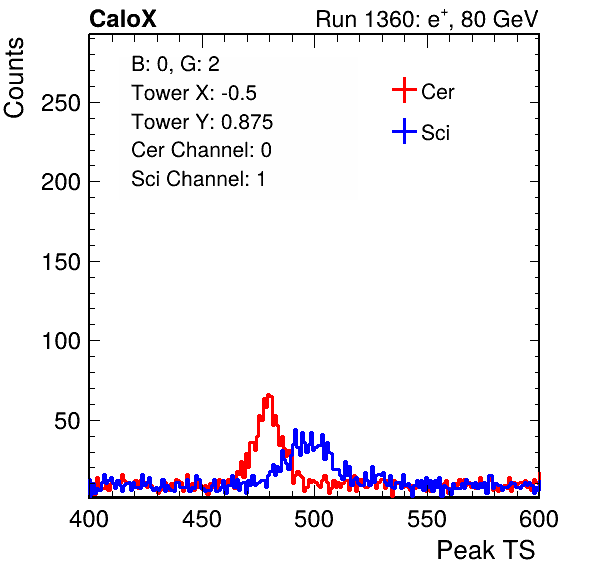 CaloX Run 1360: e⁺, 80 GeV
Counts
B: 0, G: 2
Tower X: -0.5
Tower Y: 0.875
Cer Channel: 0
Sci Channel: 1
Cer
Sci
250
200
150
100
50
400 450 500 550 600
Peak TS